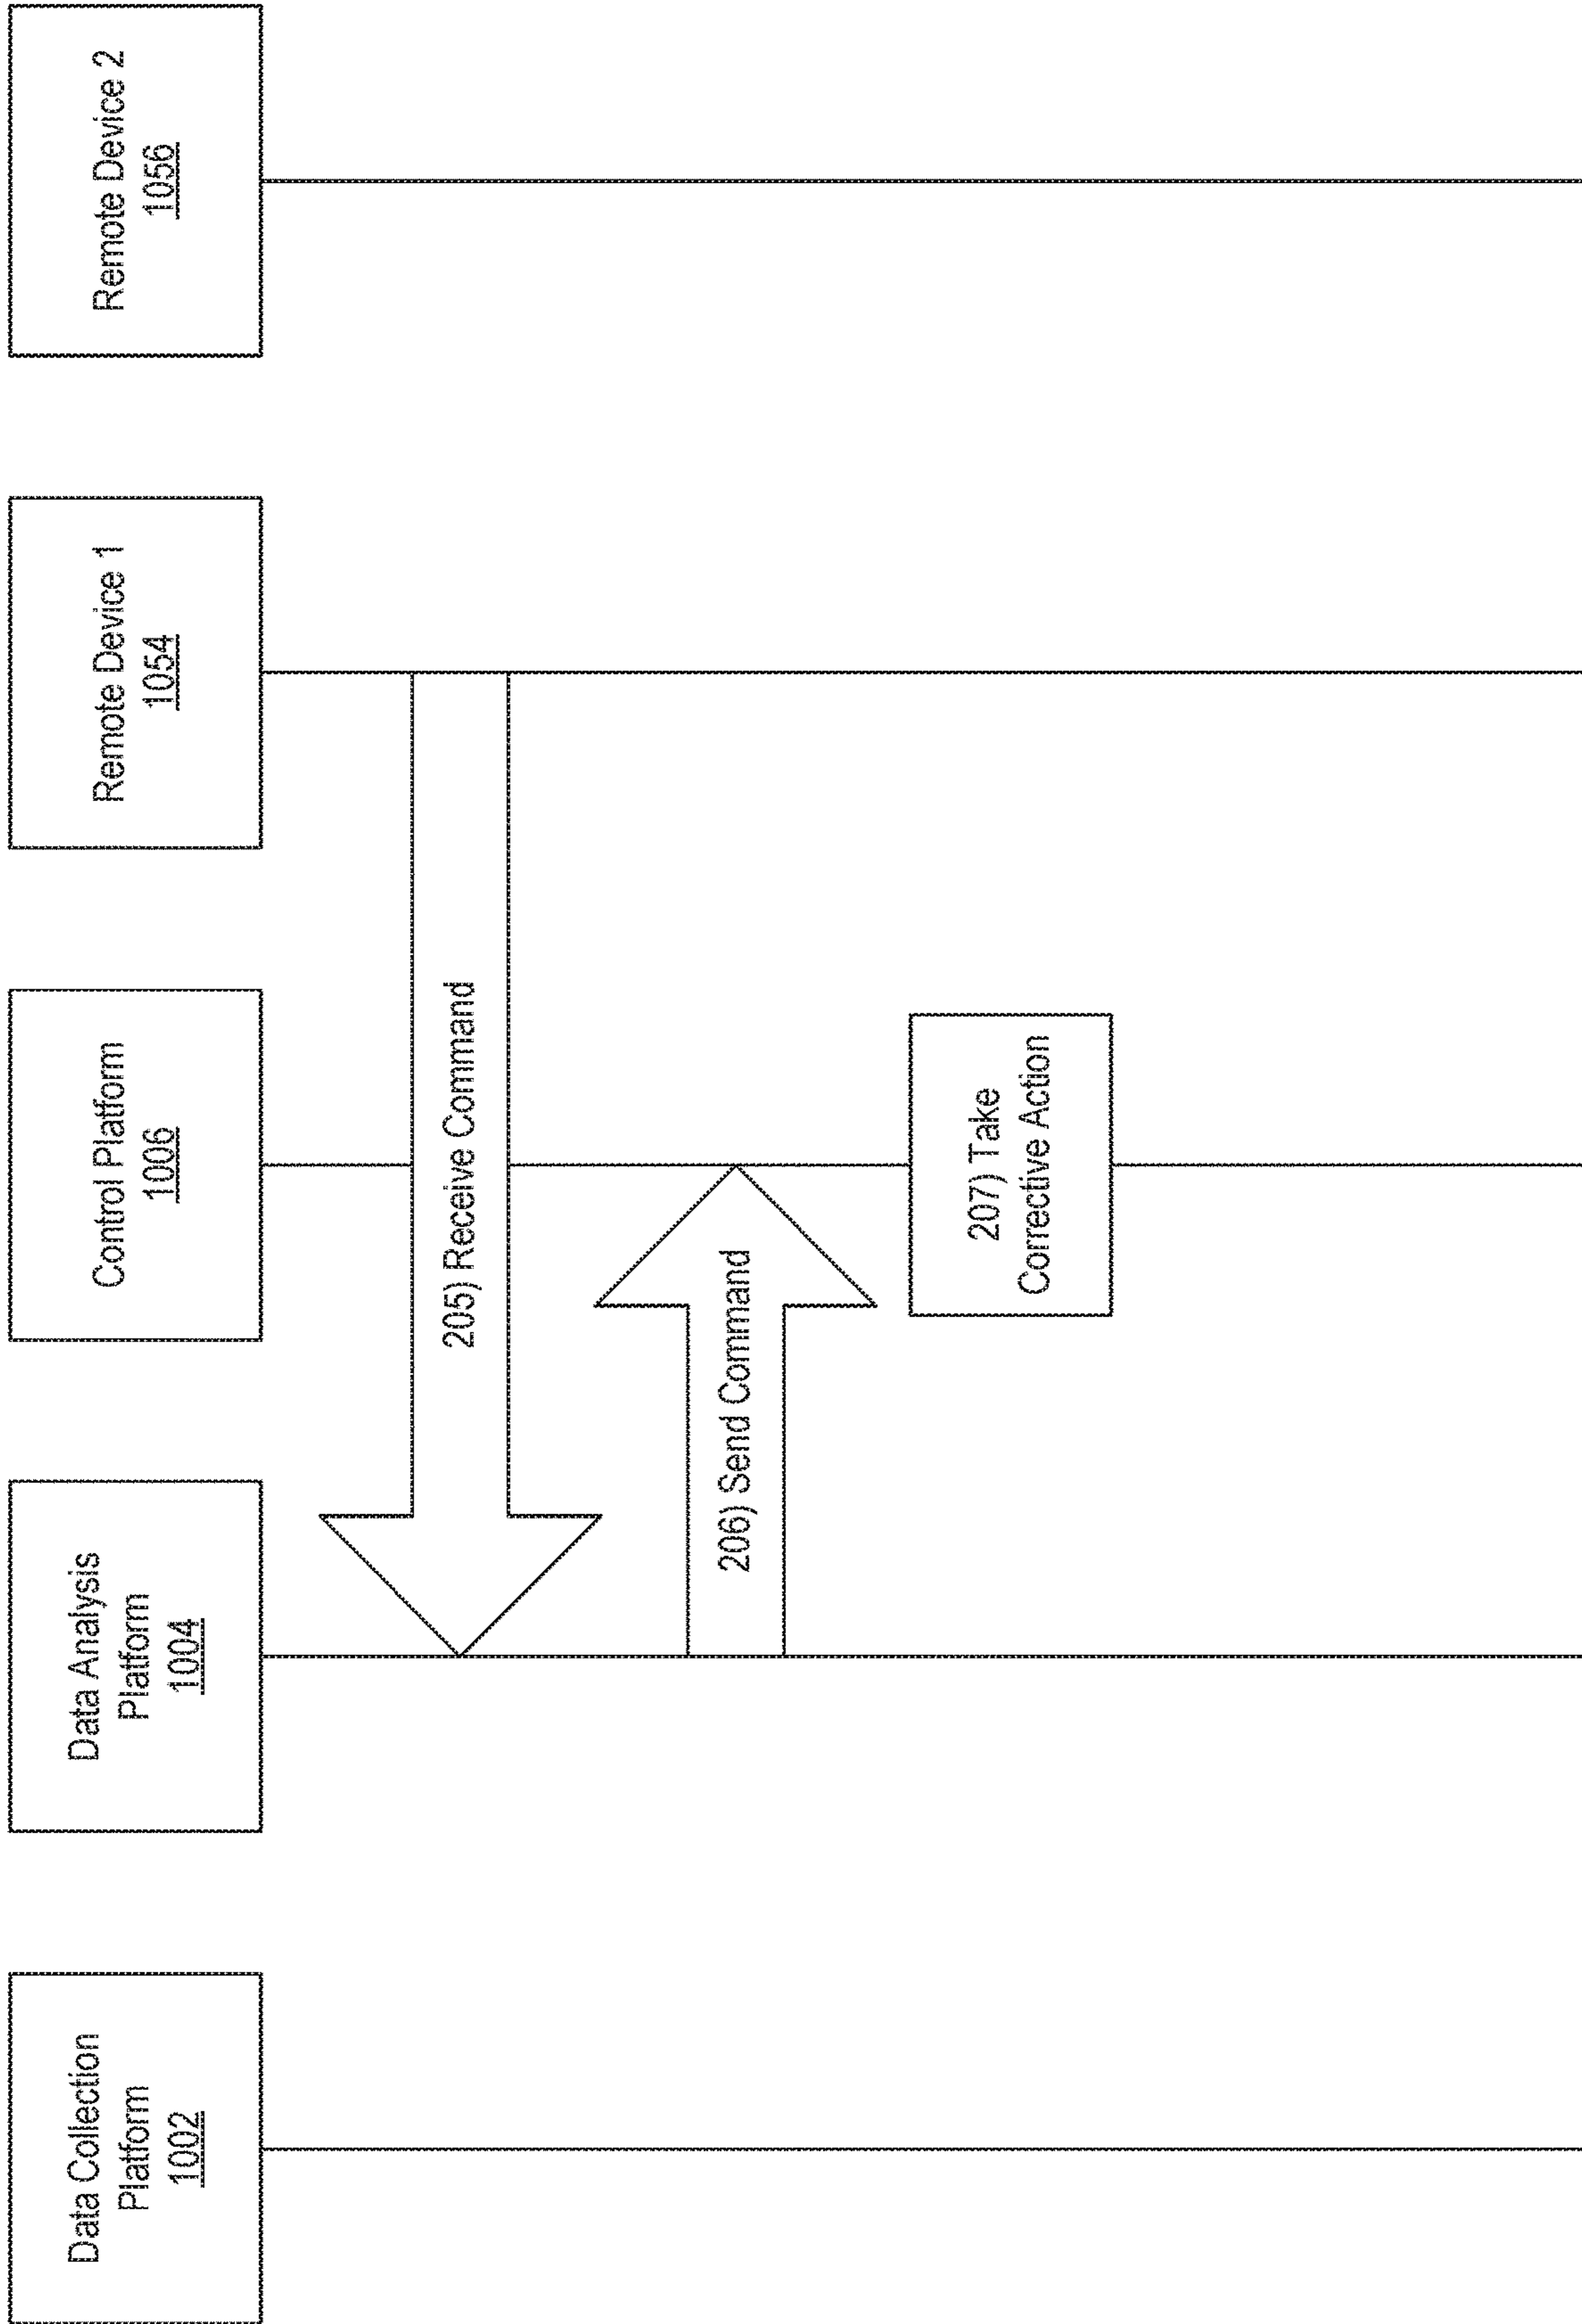 Data Collection
Platform
1002
Data Analysis
Platform
1004
Control Platform
1006
Remote Device 1
1054
Remote Device 2
1056
205) Receive Command
206) Send Command
207) Take
Corrective Action